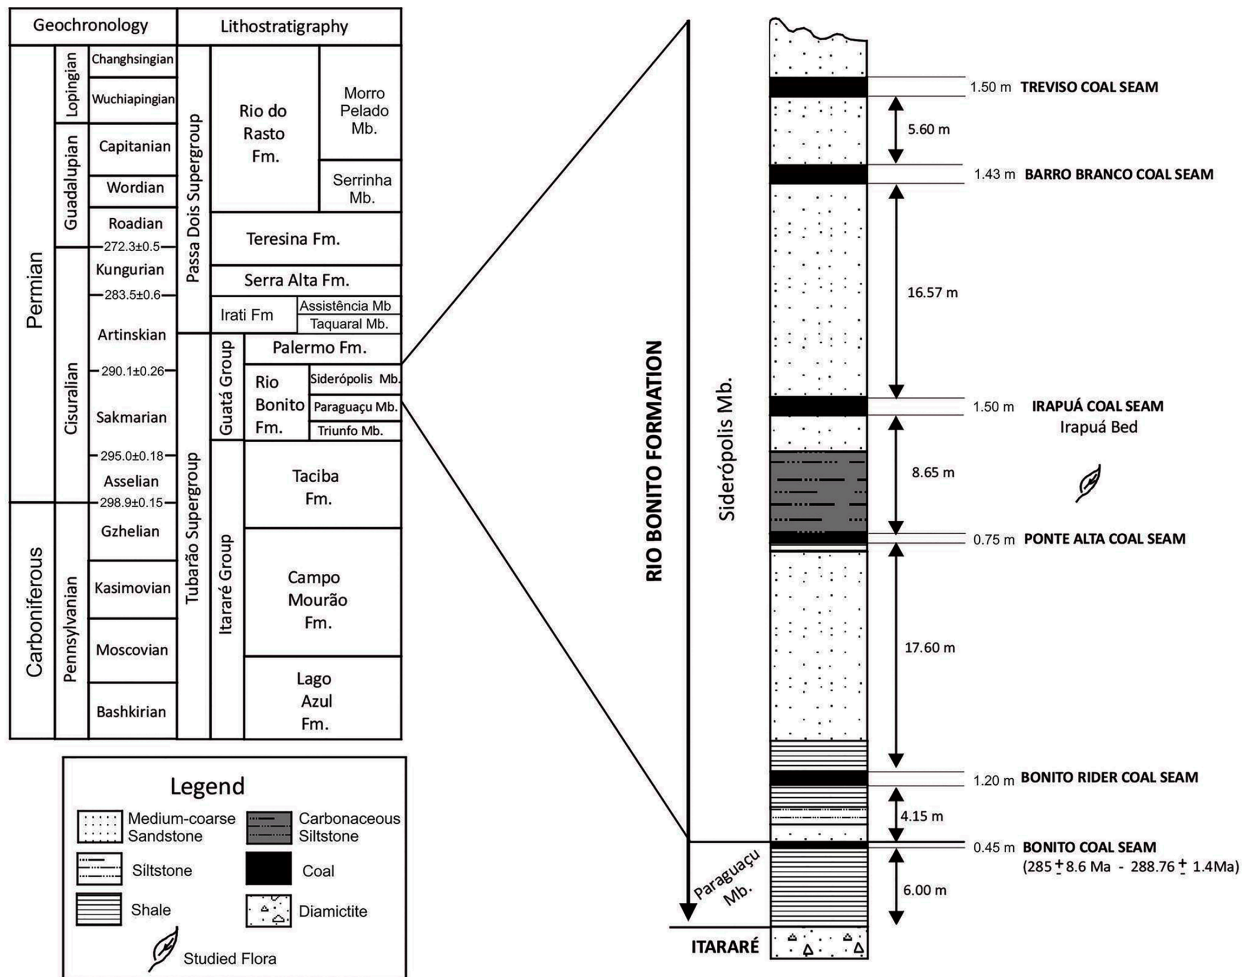 Geochronology
Lithostratigraphy
Permian
Carboniferous
Lopingian
Guadalupian
Cisuralian
Pennsylvanian
Changhsingian
Wuchiapingian
Capitanian
Wordian
Roadian
272.3±0.5
Kungurian
283.5±0.6
Artinskian
290.1±0.26
Sakmarian
295.0±0.18
Asselian
298.9±0.15
Gzhelian
Kasimovian
Moscovian
Bashkirian
Passa Dois Supergroup
Tubarão Supergroup
Guatá Group
Itararé Group
Rio do
Rasto
Fm.
Morro
Pelado
Mb.
Serrinha
Mb.
Teresina Fm.
Serra Alta Fm.
Irati Fm
Assistência Mb
Taquaral Mb.
Palermo Fm.
Rio
Bonito
Fm.
Siderópolis Mb.
Paraguaçu Mb.
Triunfo Mb.
Taciba
Fm.
Campo
Mourão
Fm.
Lago
Azul
Fm.
Legend
Medium-coarse
Sandstone
Carbonaceous
Siltstone
Siltstone
Coal
Shale
Diamictite
Studied Flora
RIO BONITO FORMATION
Siderópolis Mb.
Paraguaçu
Mb.
ITARARÉ
1.50 m TREVISO COAL SEAM
5.60 m
1.43 m BARRO BRANCO COAL SEAM
16.57 m
1.50 m IRAPUÁ COAL SEAM
Irapuá Bed
8.65 m
0.75 m PONTE ALTA COAL SEAM
17.60 m
1.20 m BONITO RIDER COAL SEAM
4.15 m
0.45 m BONITO COAL SEAM
(285 ± 8.6 Ma - 288.76 ± 1.4Ma)
6.00 m